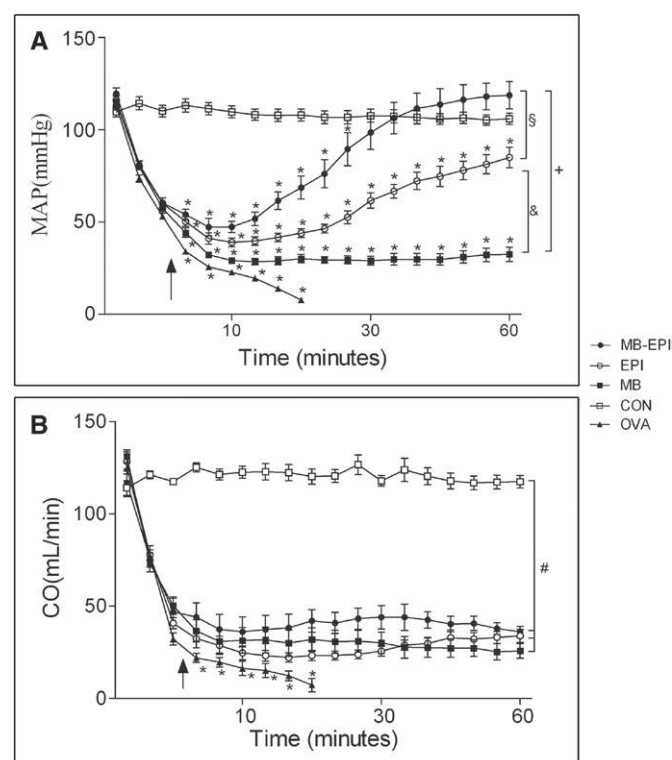 A
150
100
50
0
MAP(mmHg)
10 30 60
Time (minutes)
* * * * * * *
§
+
&
MB-EPI
EPI
MB
CON
OVA
B
150
100
50
0
CO(mL/min)
#
* * * * * *
10 30 60
Time (minutes)